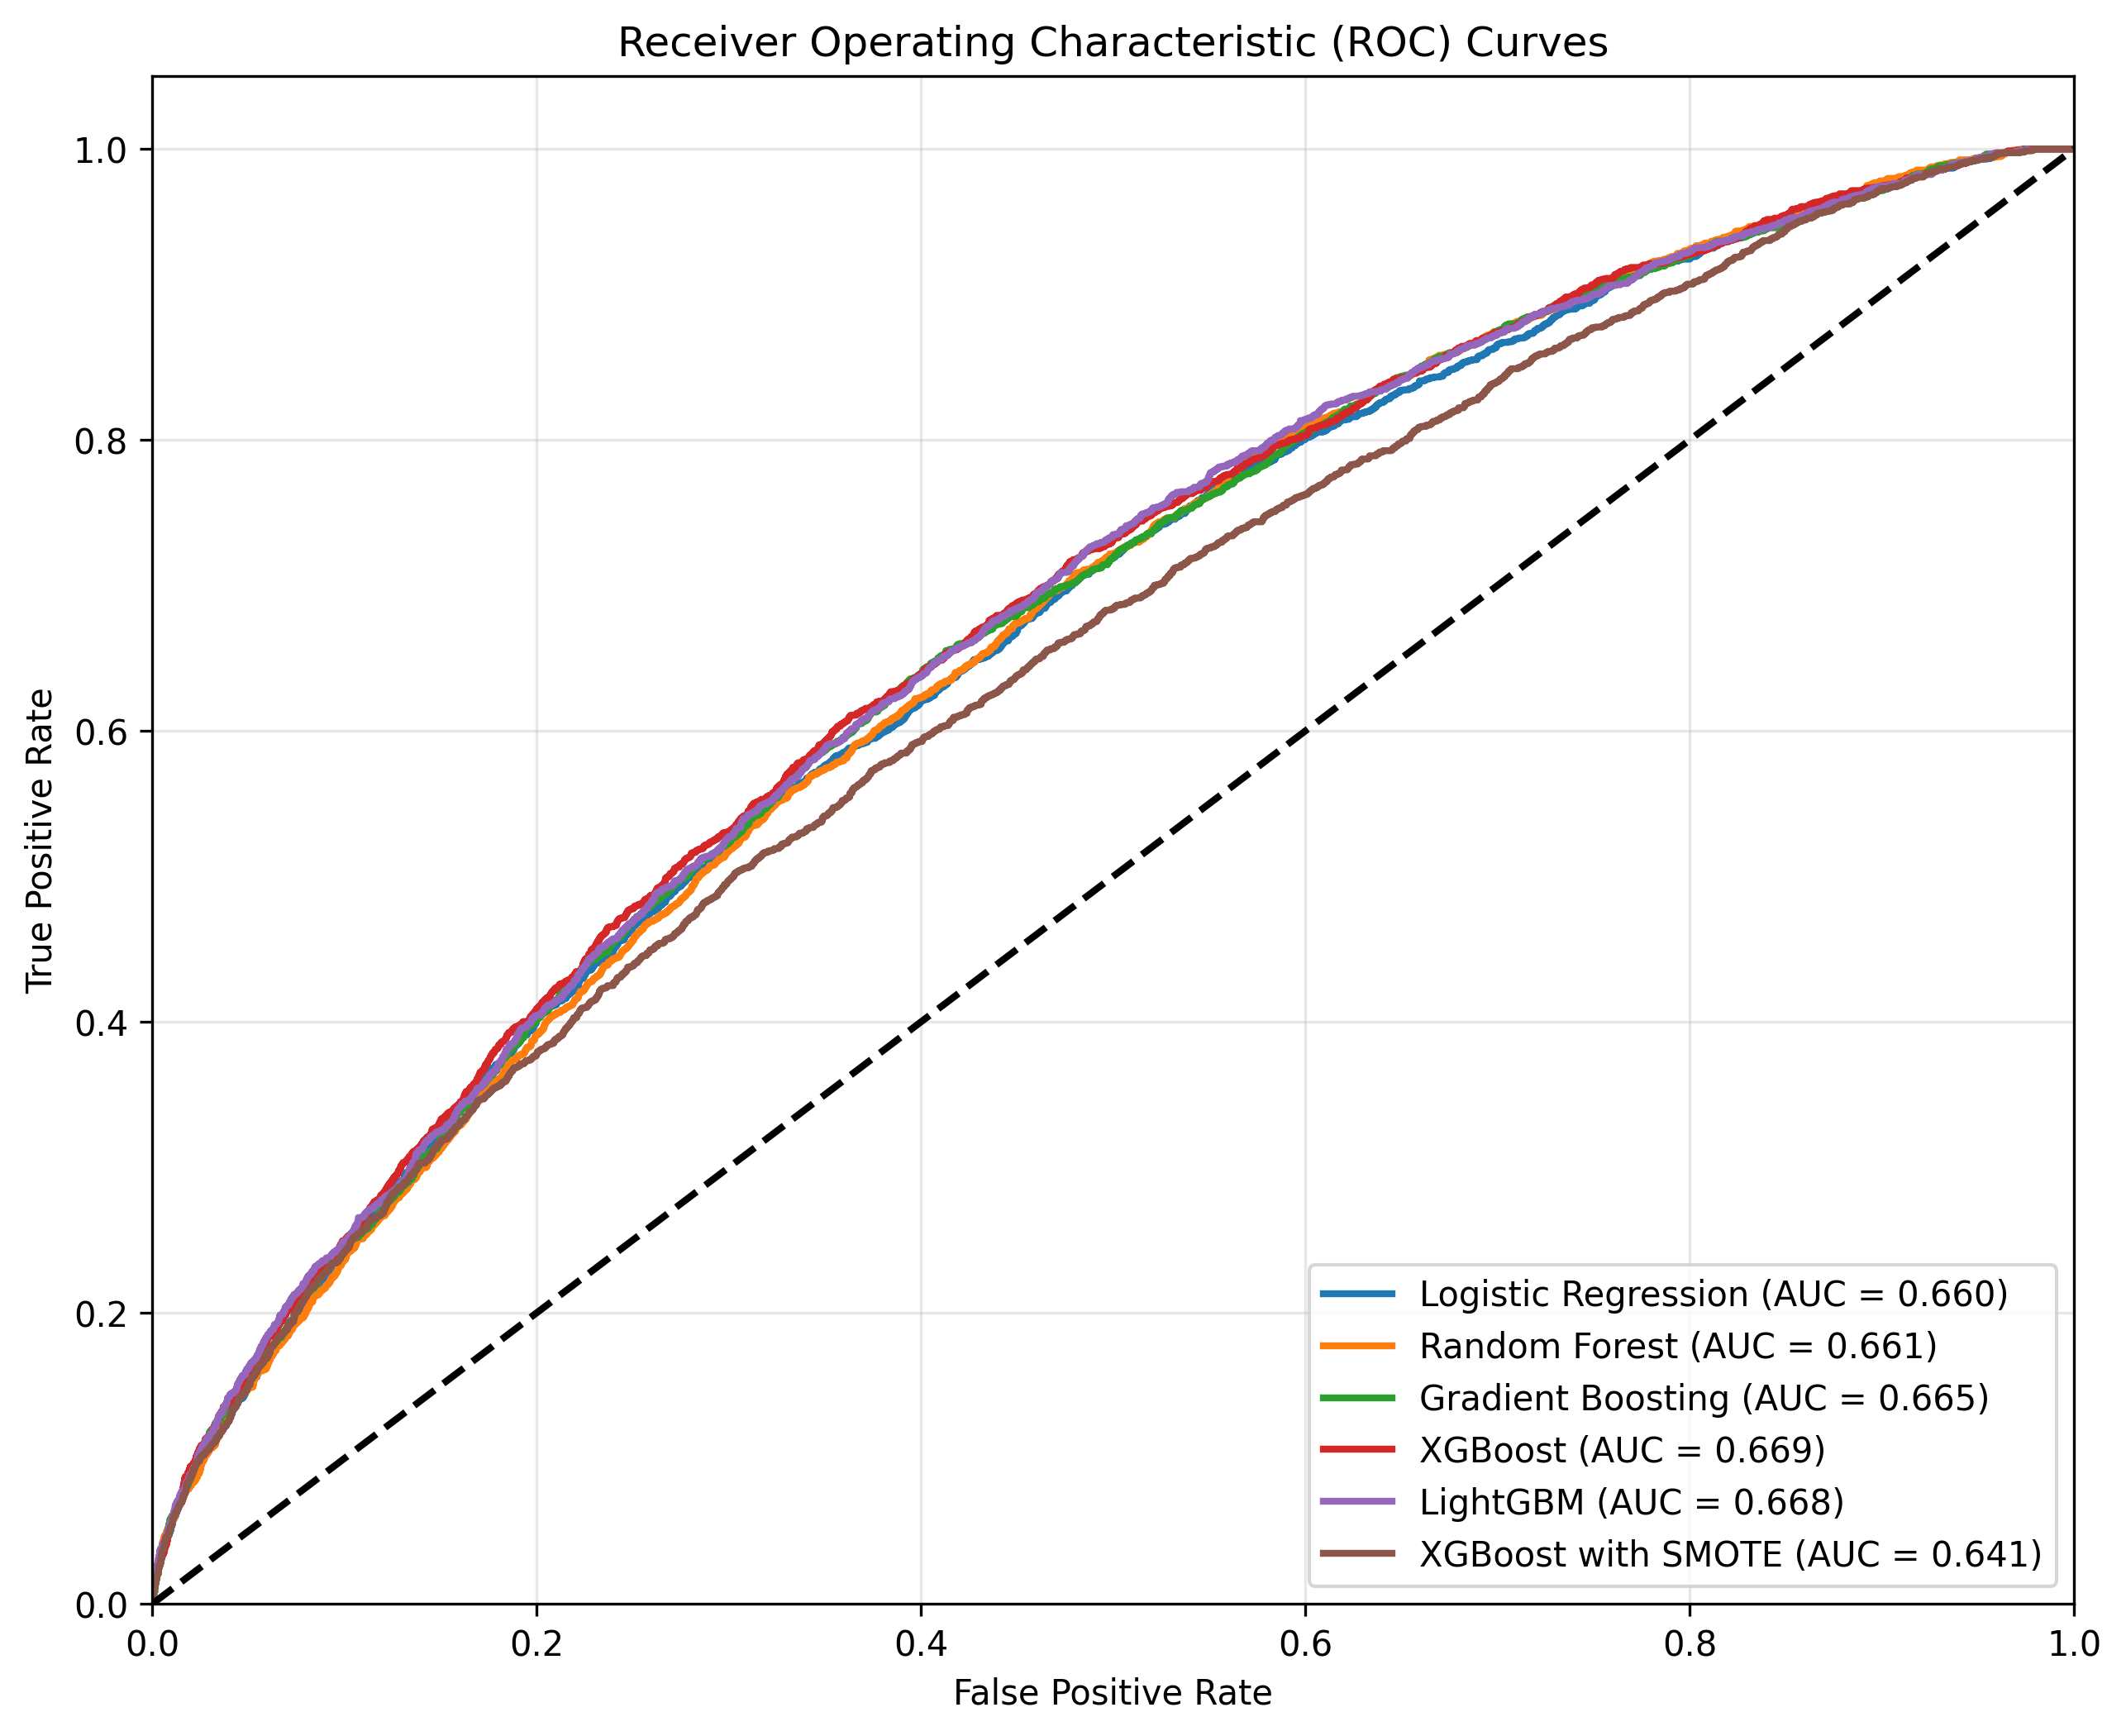 Receiver Operating Characteristic (ROC) Curves
True Positive Rate
1.0
0.8
0.6
0.4
0.2
0.0
Logistic Regression (AUC = 0.660)
Random Forest (AUC = 0.661)
Gradient Boosting (AUC = 0.665)
XGBoost (AUC = 0.669)
LightGBM (AUC = 0.668)
XGBoost with SMOTE (AUC = 0.641)
0.0 0.2 0.4 0.6 0.8 1.0
False Positive Rate